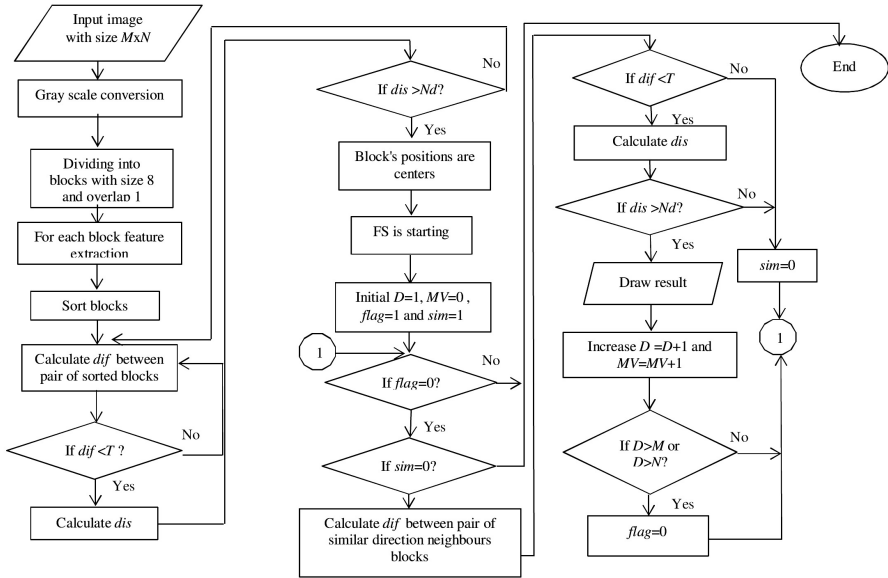 Input image
with size MxN
Gray scale conversion
Dividing into
blocks with size 8
and overlap 1
For each block feature
extraction
Sort blocks
Calculate dif between
pair of sorted blocks
If dif <T ?
No
Yes
Calculate dis
If dis >Nd?
No
Yes
Block's positions are
centers
FS is starting
Initial D=1, MV=0 ,
flag=1 and sim=1
1
If flag=0?
No
Yes
If sim=0?
Calculate dif between pair of
similar direction neighbours
blocks
If dif <T
No
Yes
Calculate dis
If dis >Nd?
No
Yes
Draw result
Increase D =D+1 and
MV=MV+1
If D>M or
D>N?
No
Yes
flag=0
sim=0
1
End